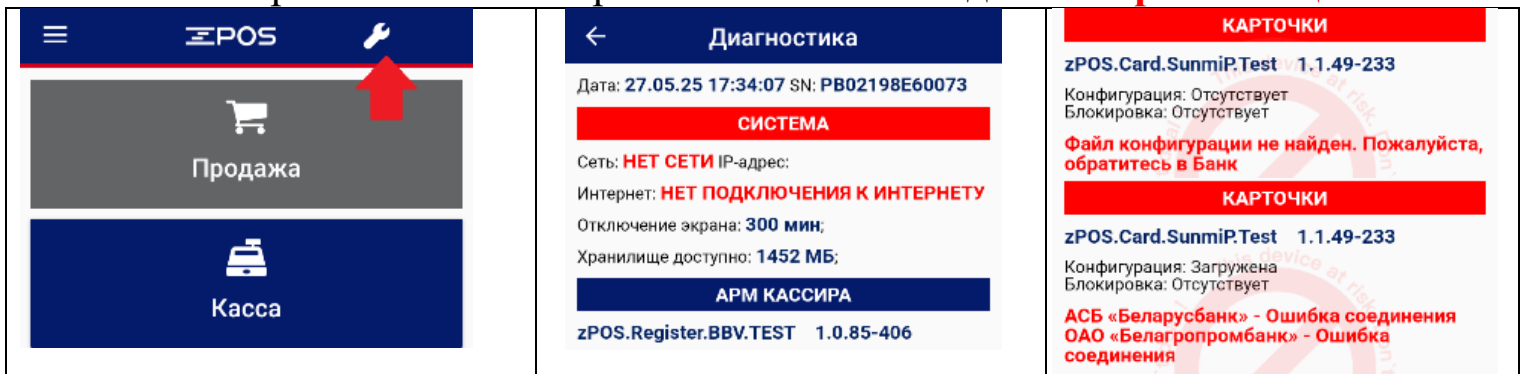 ΞPOS
Продажа
Касса
Диагностика
Дата: 27.05.25 17:34:07 SN: PB02198E60073
СИСТЕМА
Сеть: НЕТ СЕТИ IP-адрес:
Интернет: НЕТ ПОДКЛЮЧЕНИЯ К ИНТЕРНЕТУ
Отключение экрана: 300 мин;
Хранилище доступно: 1452 МБ;
АРМ КАССИРА
zPOS.Register.BBV.TEST 1.0.85-406
КАРТОЧКИ
zPOS.Card.SunmiP.Test 1.1.49-233
Конфигурация: Отсутствует
Блокировка: Отсутствует
Файл конфигурации не найден. Пожалуйста,
обратитесь в Банк
КАРТОЧКИ
zPOS.Card.SunmiP.Test 1.1.49-233
Конфигурация: Загружена
Блокировка: Отсутствует
АСБ «Беларусбанк» - Ошибка соединения
ОАО «Белагропромбанк» - Ошибка
соединения